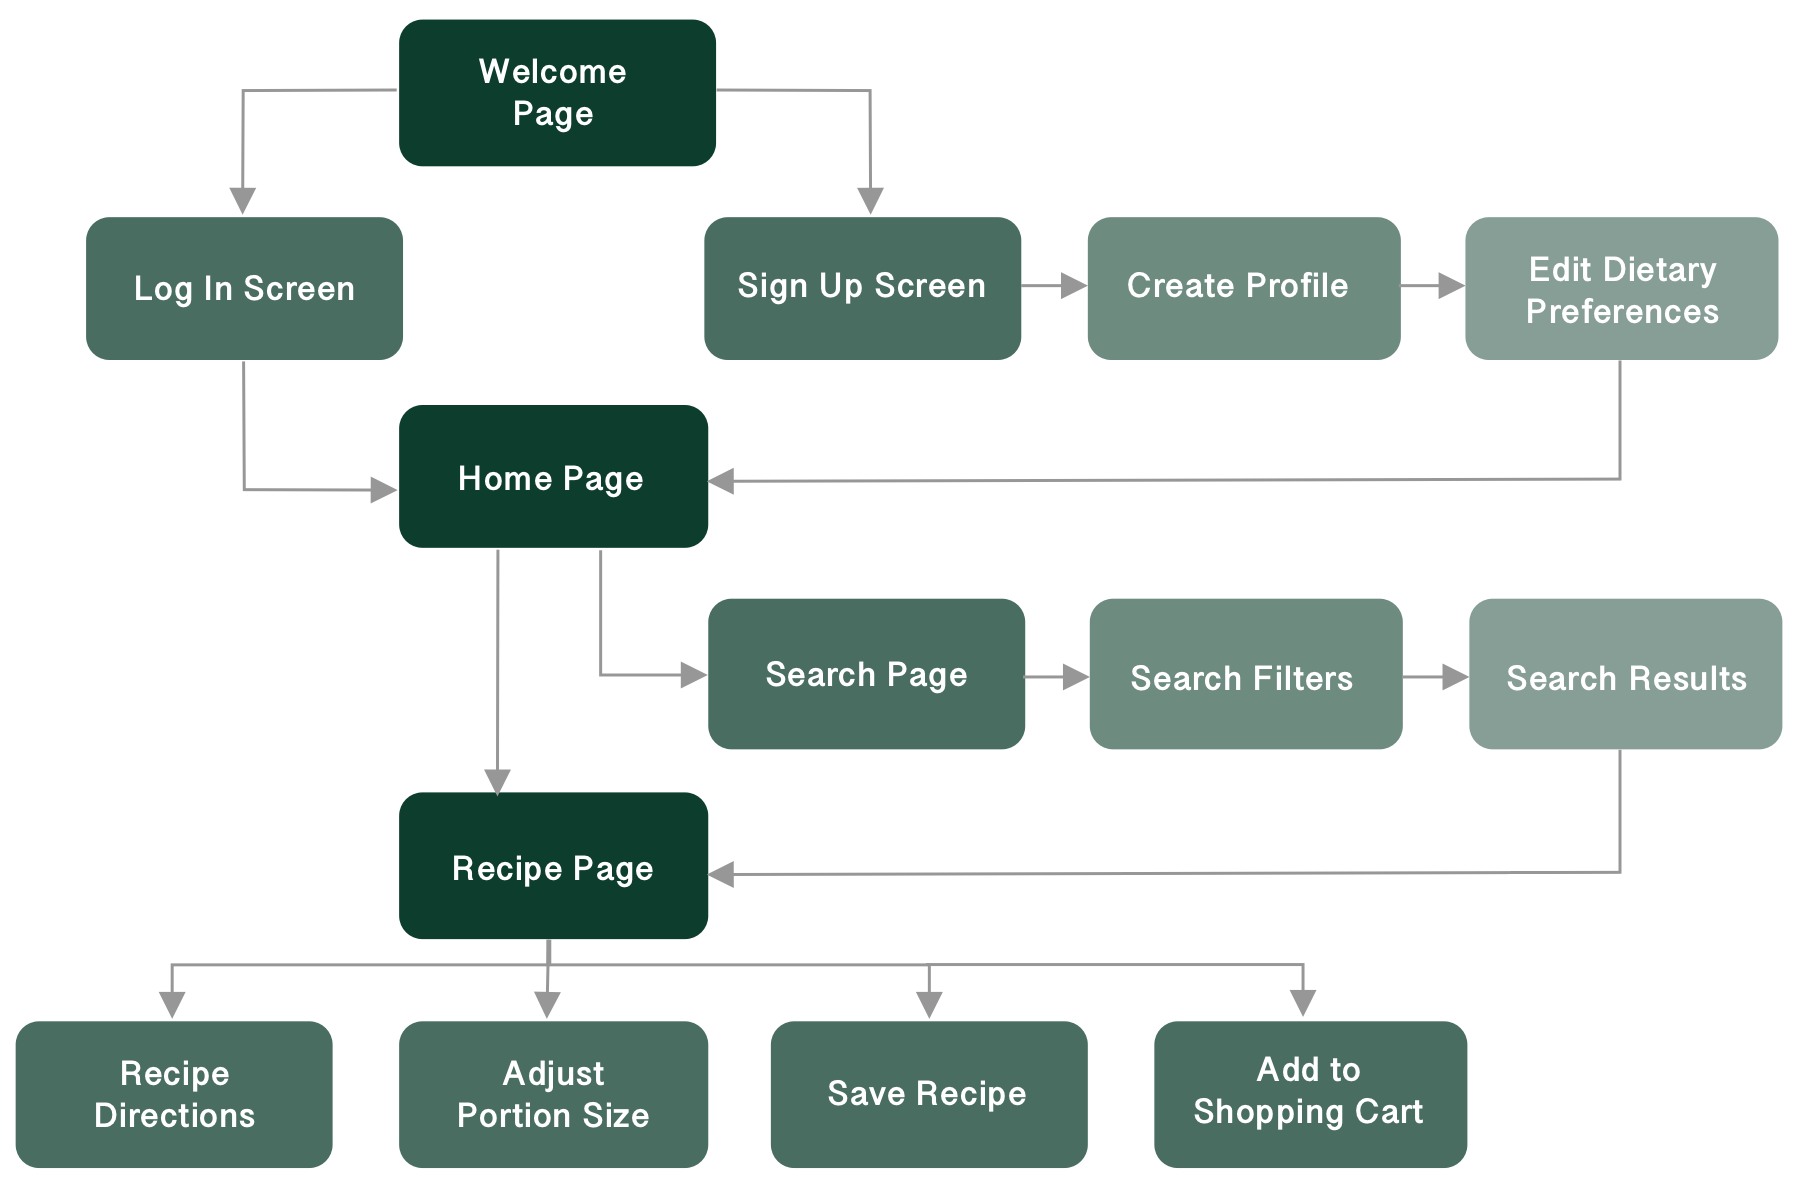 Welcome
Page
Log In Screen
Sign Up Screen
Create Profile
Edit Dietary
Preferences
Home Page
Search Page
Search Filters
Search Results
Recipe Page
Recipe
Directions
Adjust
Portion Size
Save Recipe
Add to
Shopping Cart